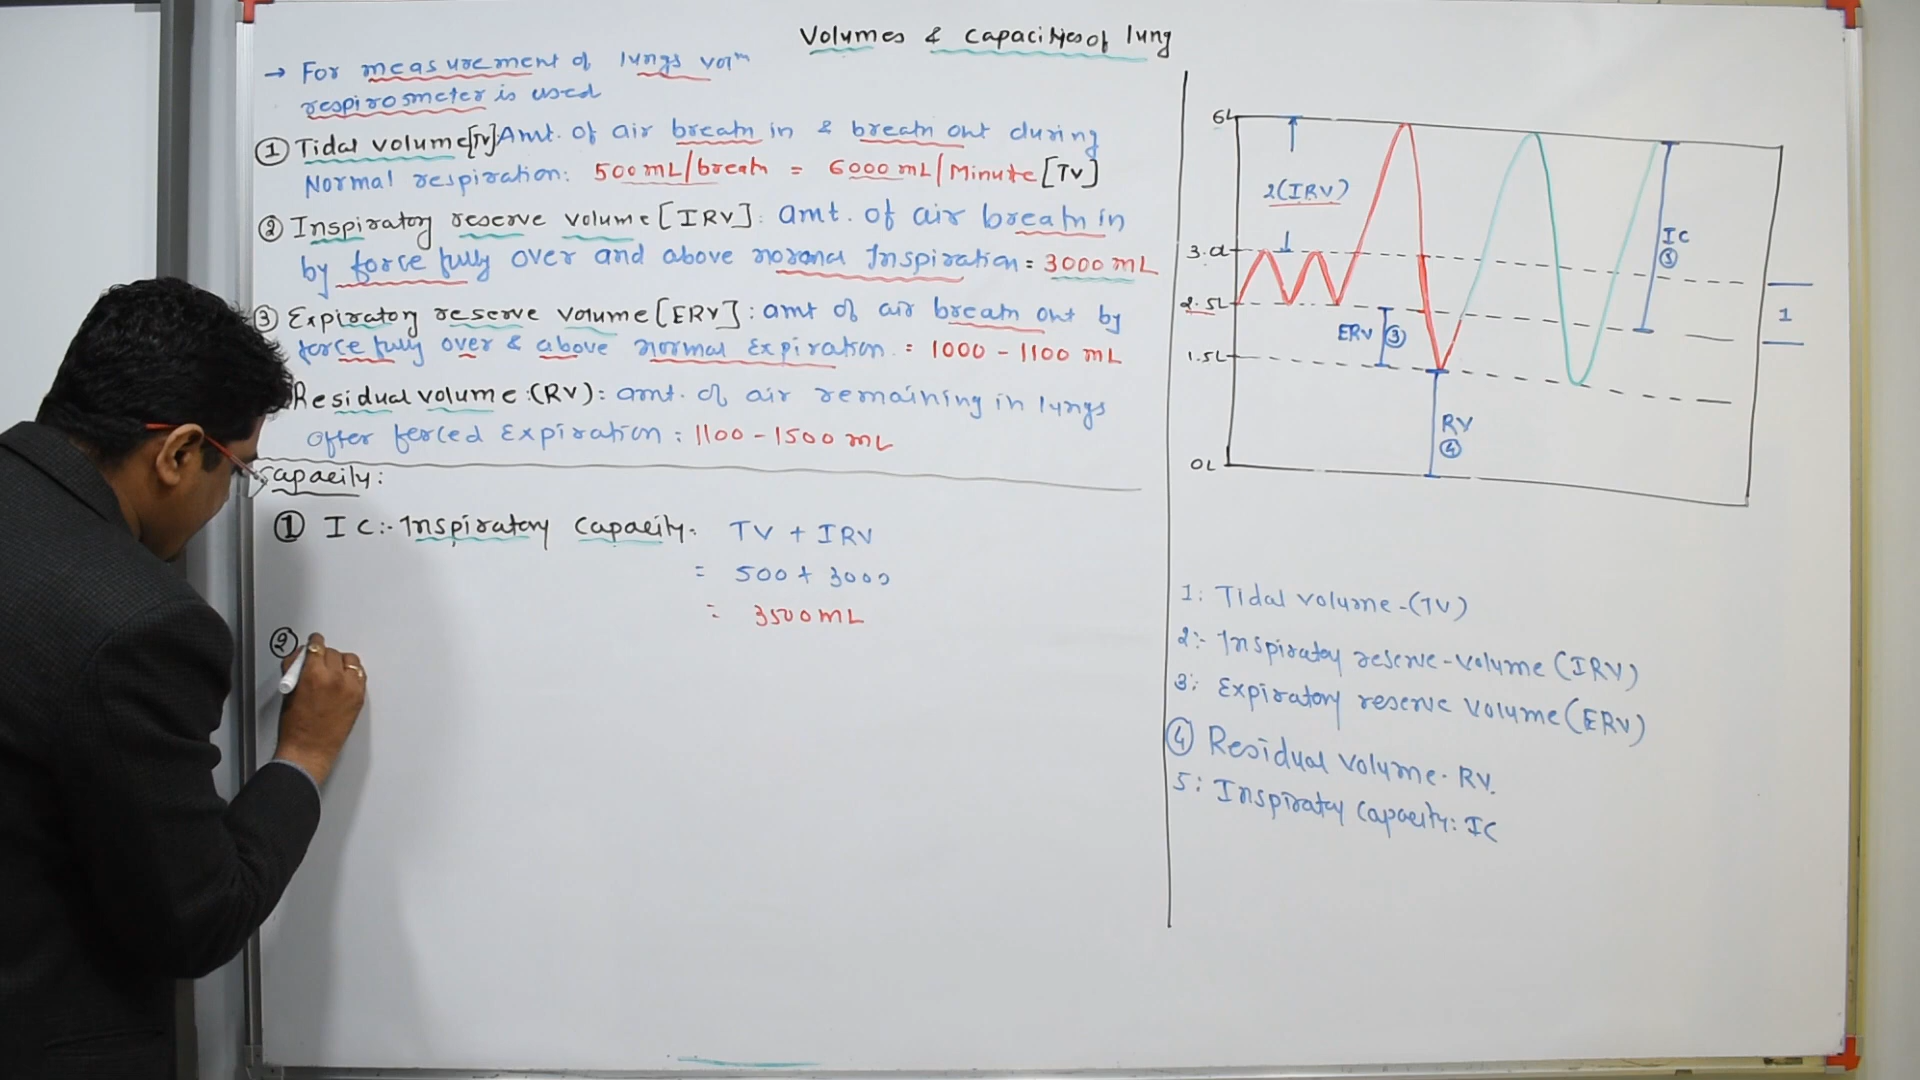 Volumes & Capacities of lung
→ For measurement of lungs volm
respirometer is used
① Tidal volume[TV] Amt. of air breath in & breath out during
Normal respiration: 500 mL/breath = 6000 mL/Minute [TV]
② Inspiratory reserve volume [IRV]: amt. of air breath in
by force fully over and above normal Inspiration = 3000 mL
③ Expiratory reserve volume [ERV]: amt of air breath out by
force fully over & above normal Expiration = 1000 - 1100 mL
Residual volume:(RV): amt. of air remaining in lungs
after forced Expiration: 1100 - 1500 mL
capacity:
① IC:- Inspiratory Capacity- TV + IRV
= 500 + 3000
= 3500 mL
②
6L
2(IRV)
IC
⑤
2.5L
1
ERV ③
1.5L
RV
④
0L
1: Tidal volume-(TV)
2:- Inspiratory reserve-volume (IRV)
3: Expiratory reserve volume (ERV)
④ Residual volume- RV.
5: Inspiratory Capacity: IC